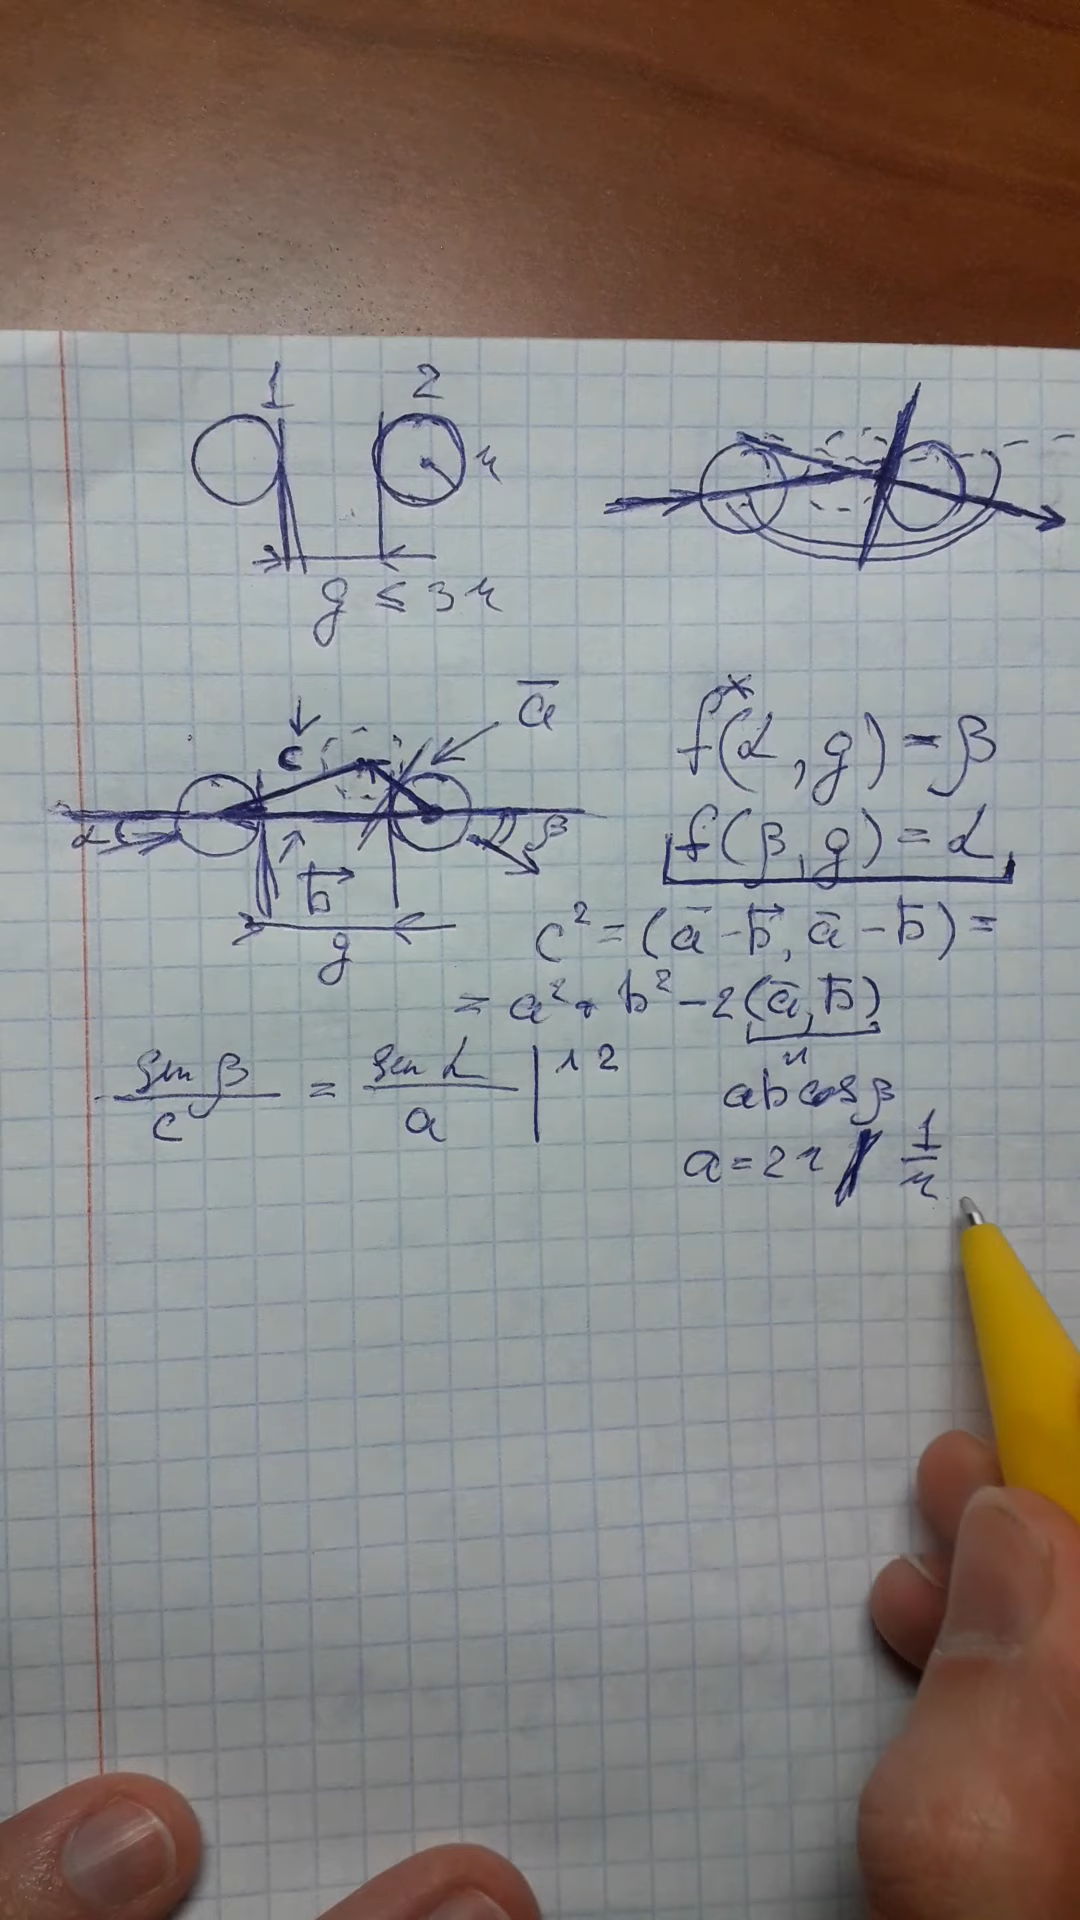 1 2
r
g ≤ 3r
a̅
c
α β
b⃗
g
f(α, g) = β
f(β, g) = α
c² = (a̅ - b⃗, a̅ - b̅) =
= a² + b² - 2(a̅, b̅)
ab cos β
sin β / c = sin α / a | ^2
a = 2r 1/r